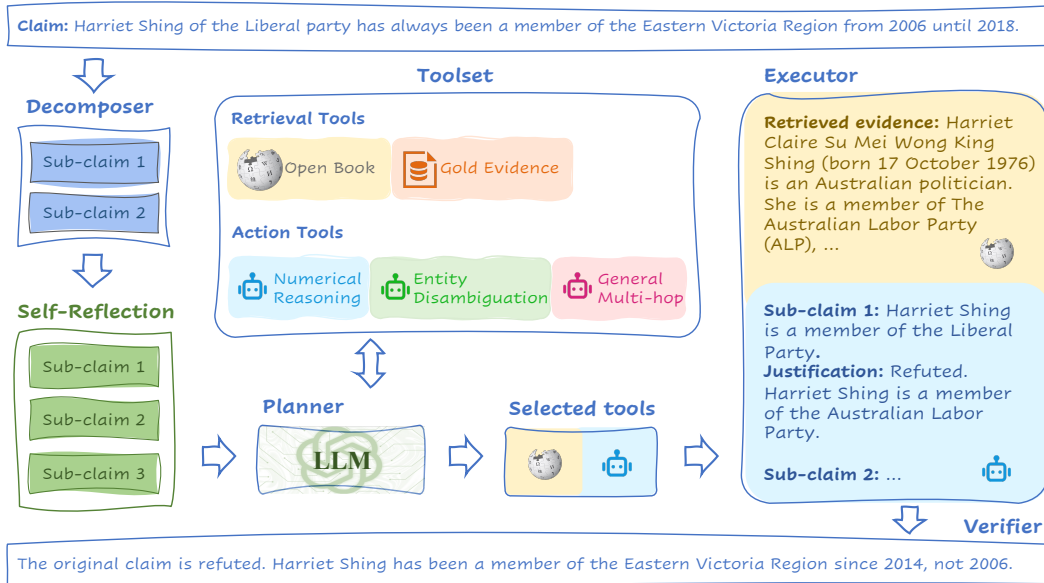 Claim: Harriet Shing of the Liberal party has always been a member of the Eastern Victoria Region from 2006 until 2018.
Decomposer
Sub-claim 1
Sub-claim 2
Self-Reflection
Sub-claim 1
Sub-claim 2
Sub-claim 3
Toolset
Retrieval Tools
Open Book
Gold Evidence
Action Tools
Numerical
Reasoning
Entity
Disambiguation
General
Multi-hop
Planner
LLM
Selected tools
Executor
Retrieved evidence: Harriet
Claire Su Mei Wong King
Shing (born 17 October 1976)
is an Australian politician.
She is a member of The
Australian Labor Party
(ALP), ...
Sub-claim 1: Harriet Shing
is a member of the Liberal
Party.
Justification: Refuted.
Harriet Shing is a member
of the Australian Labor
Party.
Sub-claim 2: ...
Verifier
The original claim is refuted. Harriet Shing has been a member of the Eastern Victoria Region since 2014, not 2006.